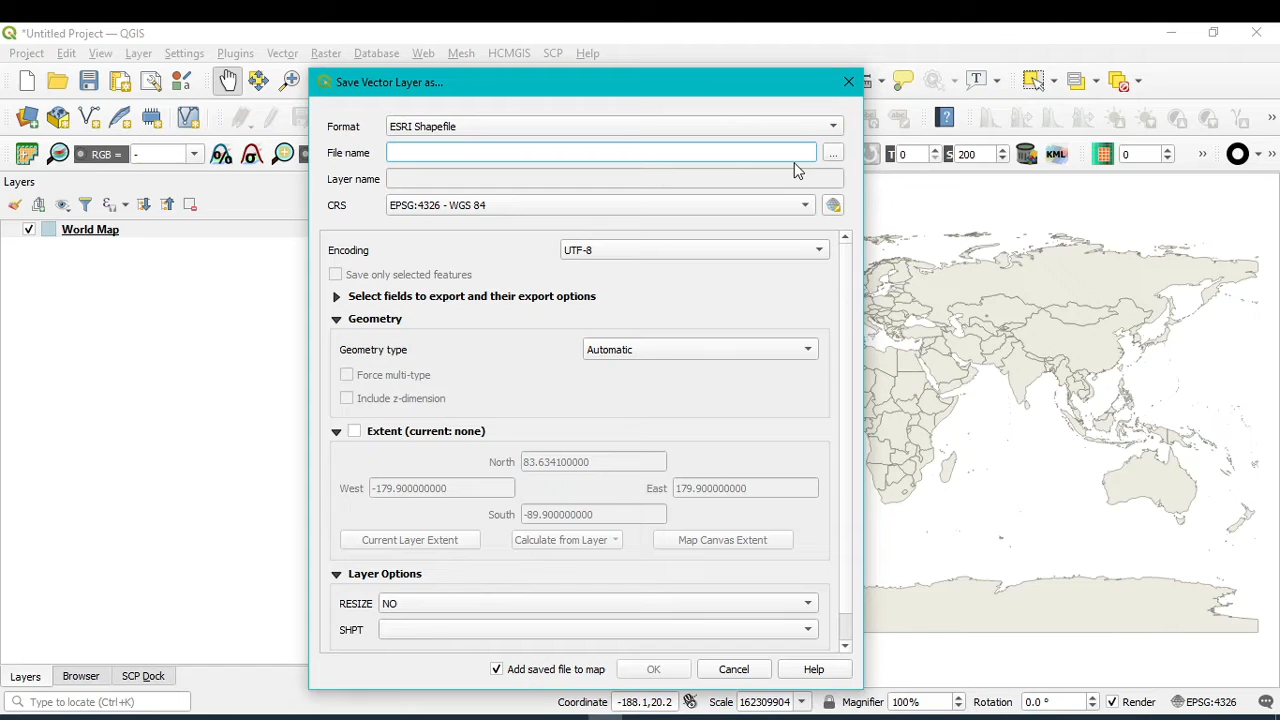 *Untitled Project — QGIS
Project Edit View Layer Settings Plugins Vector Raster Database Web Mesh HCMGIS SCP Help
Save Vector Layer as...
Format ESRI Shapefile
File name ...
RGB = - T 0 S 200 KML 0
Layer name
Layers
CRS EPSG:4326 - WGS 84
World Map
Encoding UTF-8
Save only selected features
Select fields to export and their export options
Geometry
Geometry type Automatic
Force multi-type
Include z-dimension
Extent (current: none)
North 83.634100000
West -179.900000000 East 179.900000000
South -89.900000000
Current Layer Extent Calculate from Layer Map Canvas Extent
Layer Options
RESIZE NO
SHPT
Add saved file to map OK Cancel Help
Layers Browser SCP Dock
Type to locate (Ctrl+K) Coordinate -188.1,20.2 Scale 162309904 Magnifier 100% Rotation 0.0 ° Render EPSG:4326